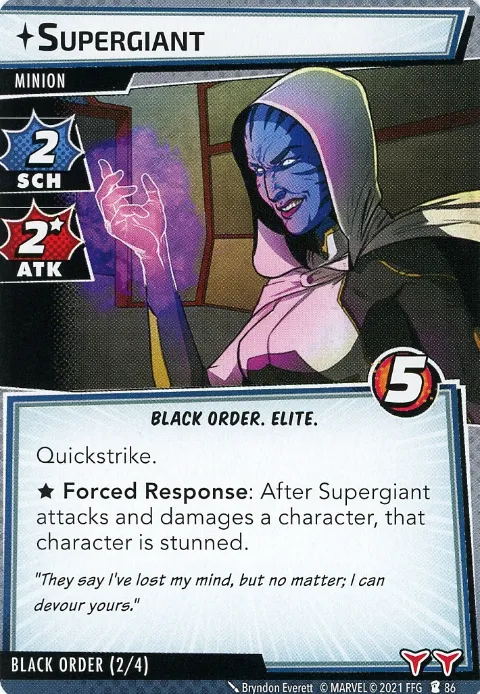 SUPERGIANT
MINION
2
SCH
2★
ATK
5
BLACK ORDER. ELITE.
Quickstrike.
★ Forced Response: After Supergiant
attacks and damages a character, that
character is stunned.
"They say I've lost my mind, but no matter; I can
devour yours."
BLACK ORDER (2/4)
Bryndon Everett © MARVEL © 2021 FFG 86